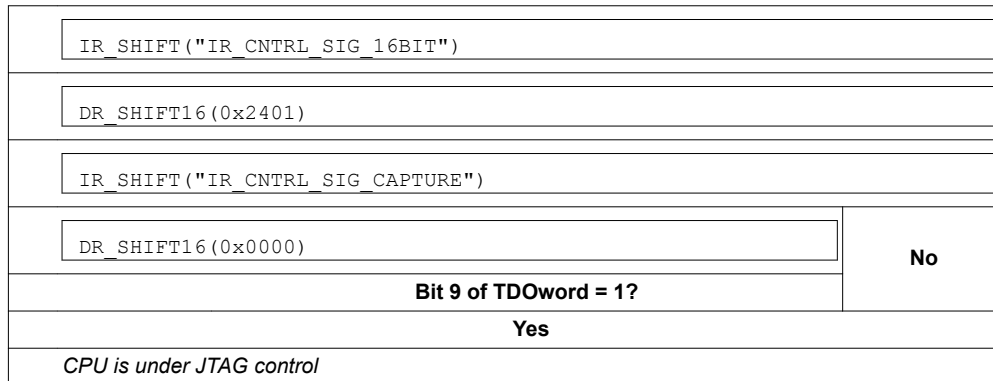 IR_SHIFT("IR_CNTRL_SIG_16BIT")
DR_SHIFT16(0x2401)
IR_SHIFT("IR_CNTRL_SIG_CAPTURE")
DR_SHIFT16(0x0000)
No
Bit 9 of TDOword = 1?
Yes
CPU is under JTAG control